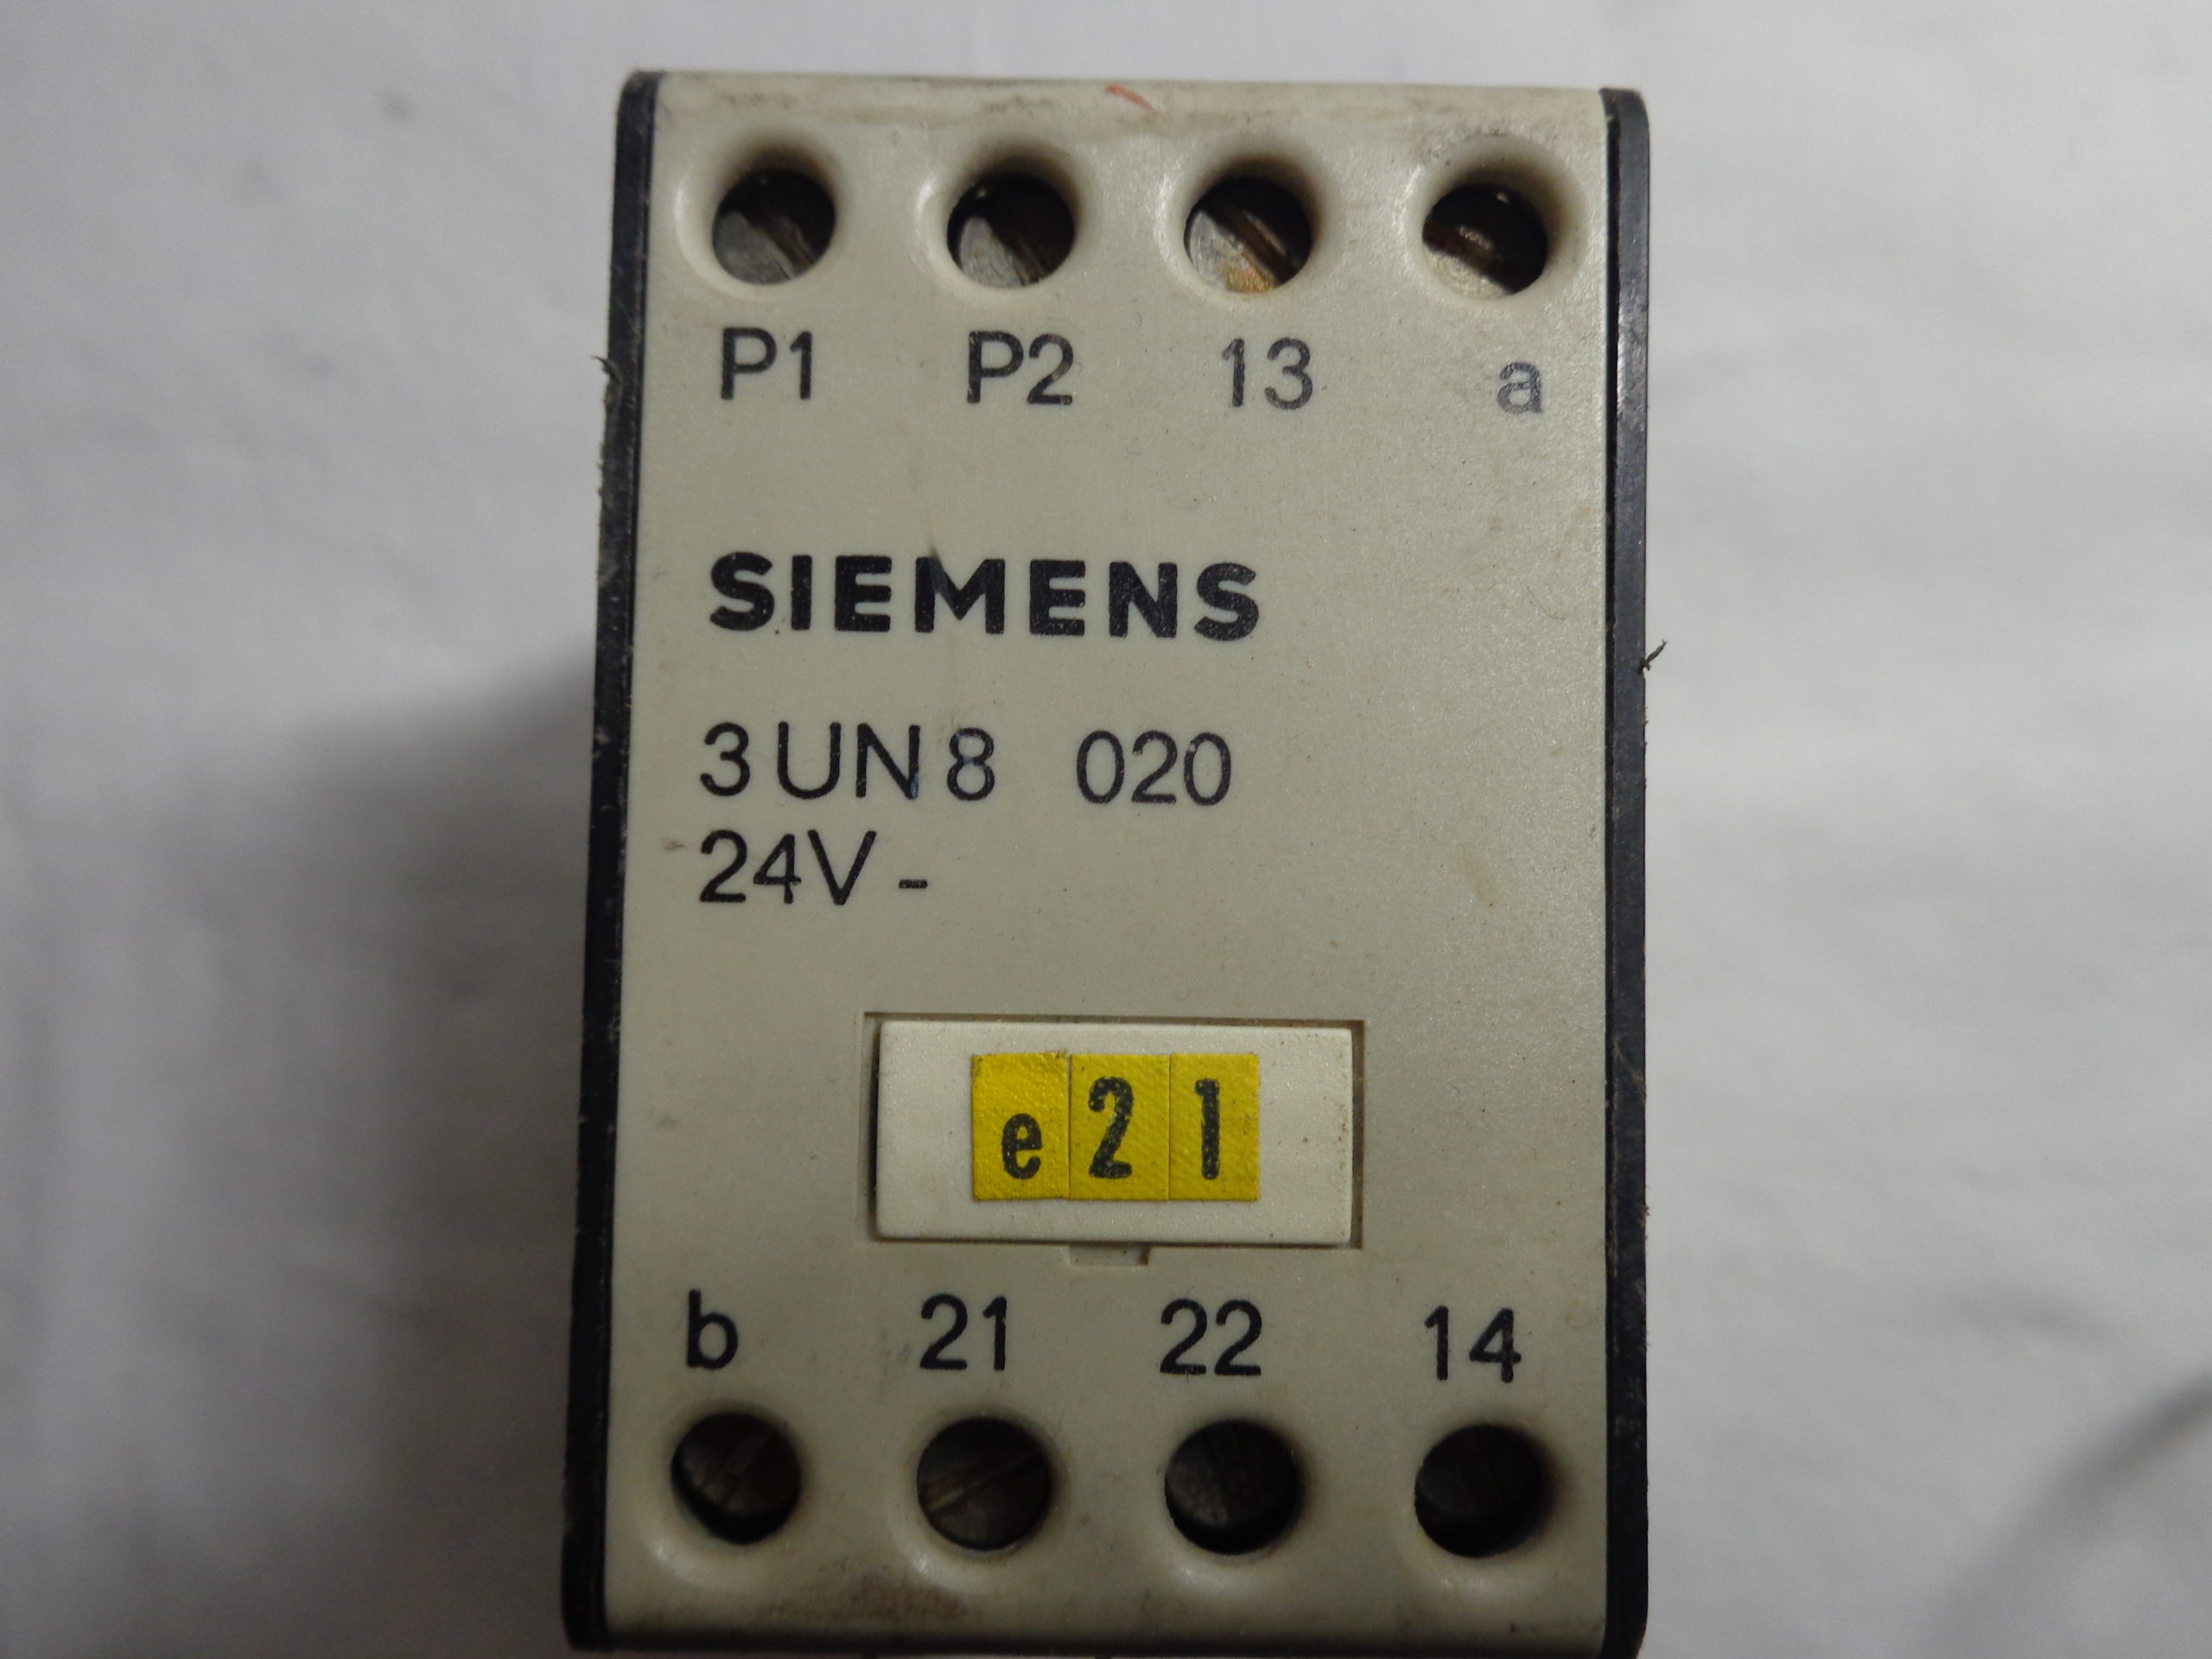 P1 P2 13 a
SIEMENS
3UN8 020
24V-
e21
b 21 22 14